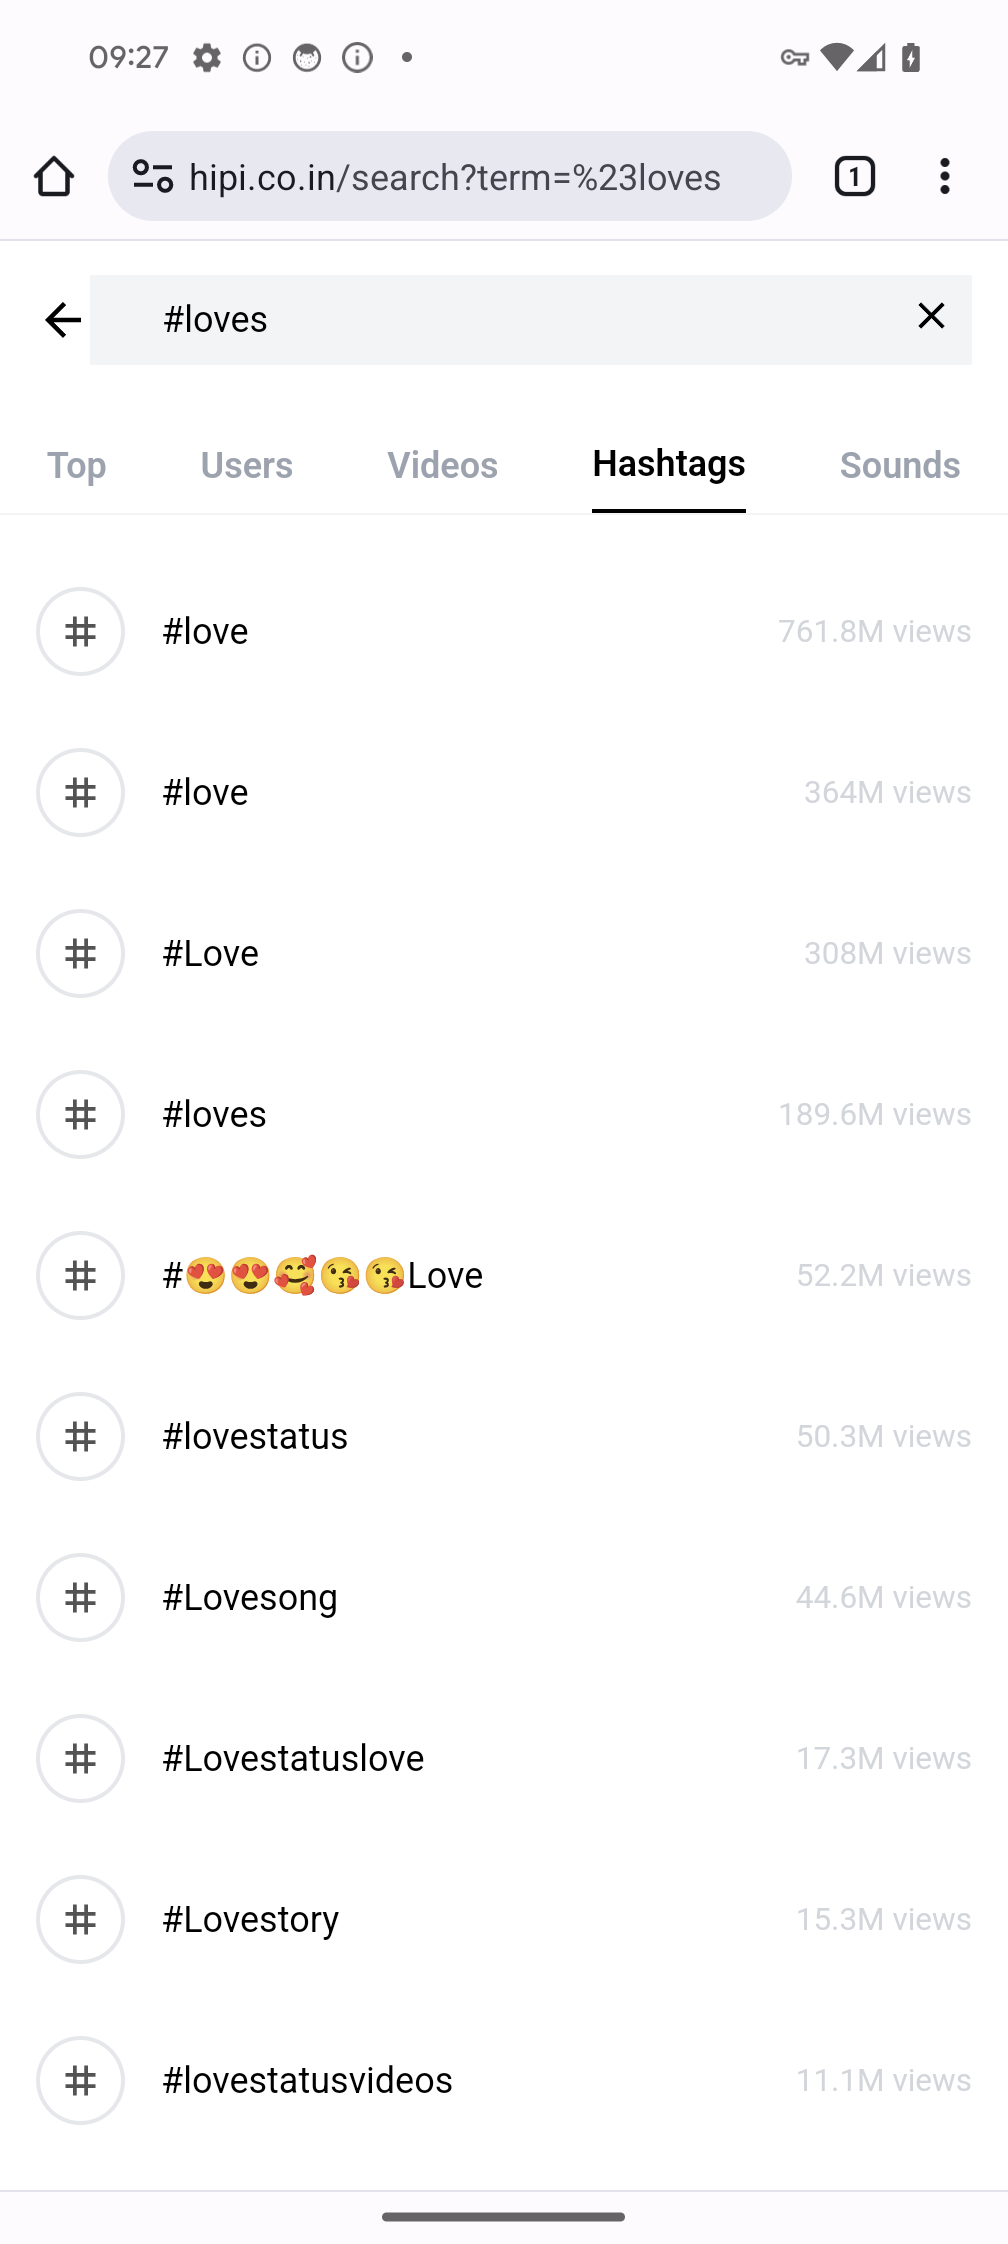 09:27
hipi.co.in/search?term=%23loves
1
#loves
Top Users Videos Hashtags Sounds
#love 761.8M views
#love 364M views
#Love 308M views
#loves 189.6M views
#😍😍🥰😘😘Love 52.2M views
#lovestatus 50.3M views
#Lovesong 44.6M views
#Lovestatuslove 17.3M views
#Lovestory 15.3M views
#lovestatusvideos 11.1M views